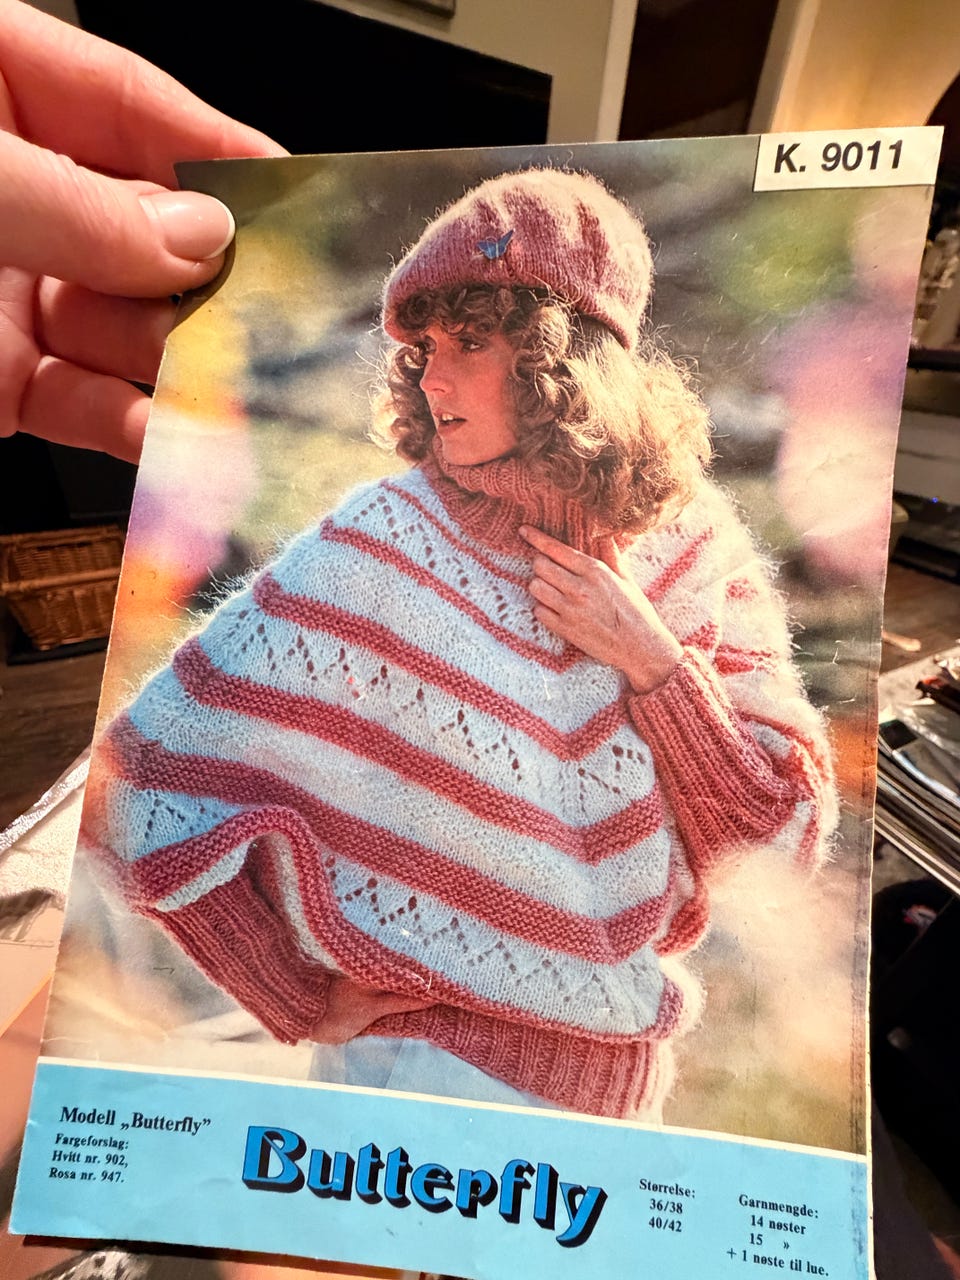 K. 9011
Modell „Butterfly”
Fargeforslag:
Hvitt nr. 902,
Rosa nr. 947.
Butterfly
Størrelse:
36/38
40/42
Garnmengde:
14 nøster
15 »
+ 1 nøste til lue.